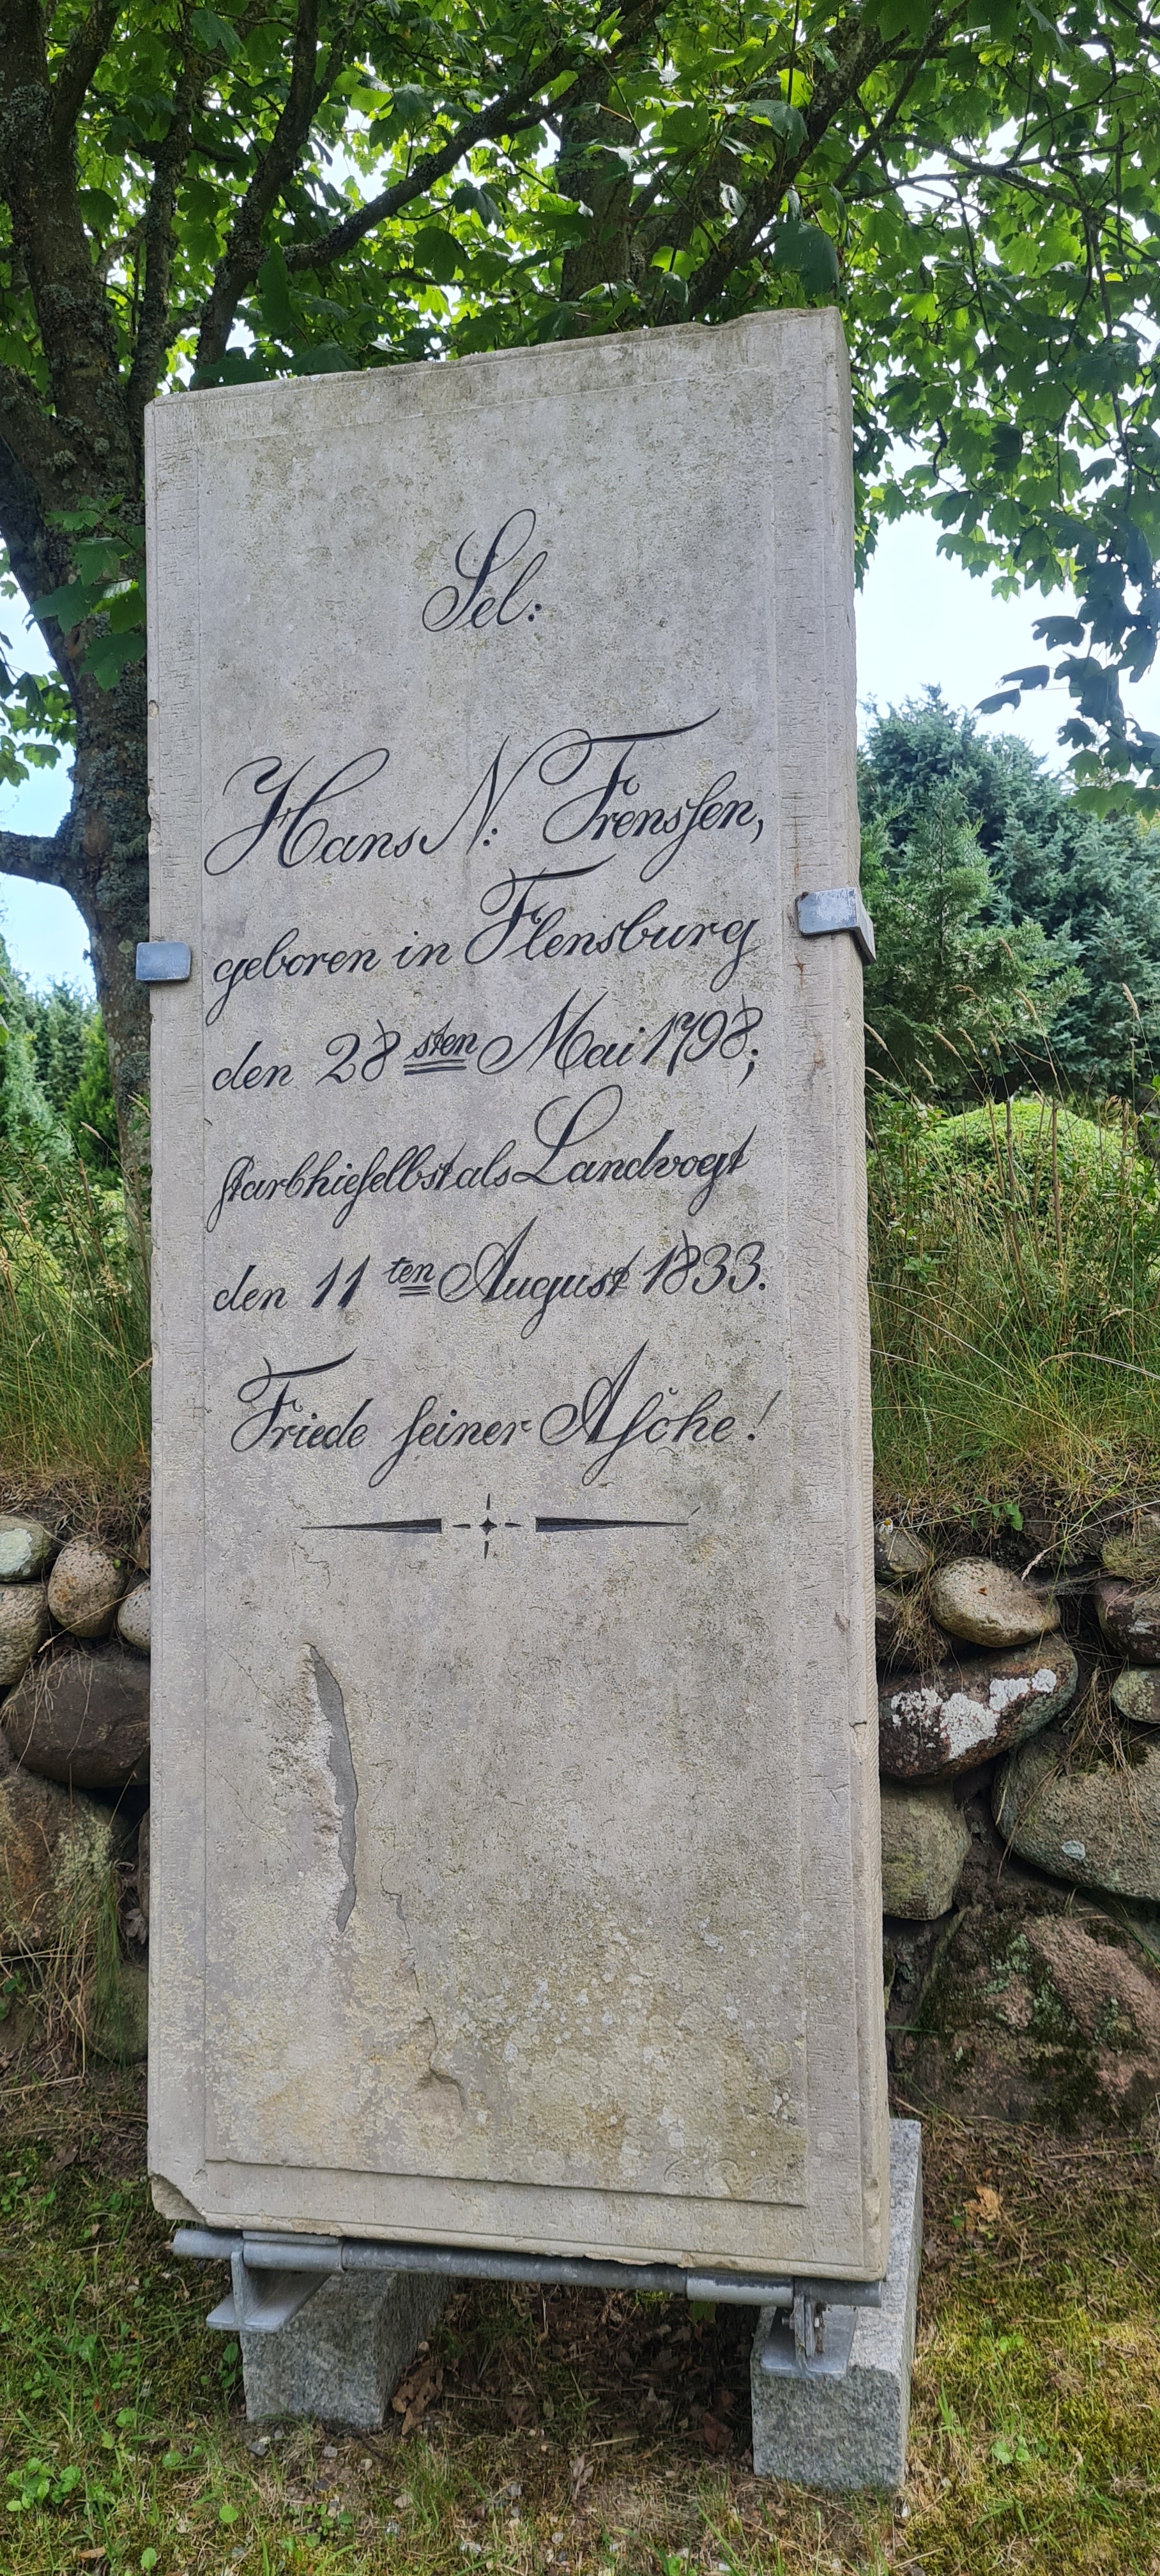 Sel:
Hans N: Frensſen,
geboren in Flensburg
den 28sten Mai 1798;
ſtarb hieſelbst als Landvogt
den 11ten August 1833.
Friede ſeiner Aſche!